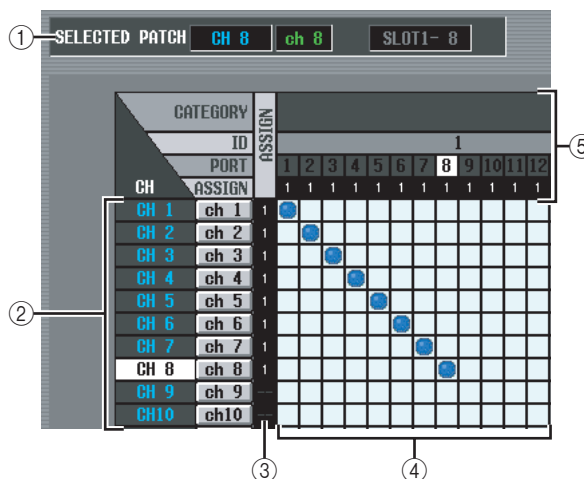 ① SELECTED PATCH CH 8 ch 8 SLOT1- 8
CATEGORY ASSIGN ⑤
ID 1
PORT 1 2 3 4 5 6 7 8 9 10 11 12
CH ASSIGN 1 1 1 1 1 1 1 1 1 1 1 1
CH 1 ch 1 1
CH 2 ch 2 1
CH 3 ch 3 1
CH 4 ch 4 1
② CH 5 ch 5 1
CH 6 ch 6 1
CH 7 ch 7 1
CH 8 ch 8 1
CH 9 ch 9 --
CH10 ch10 --
③ ④